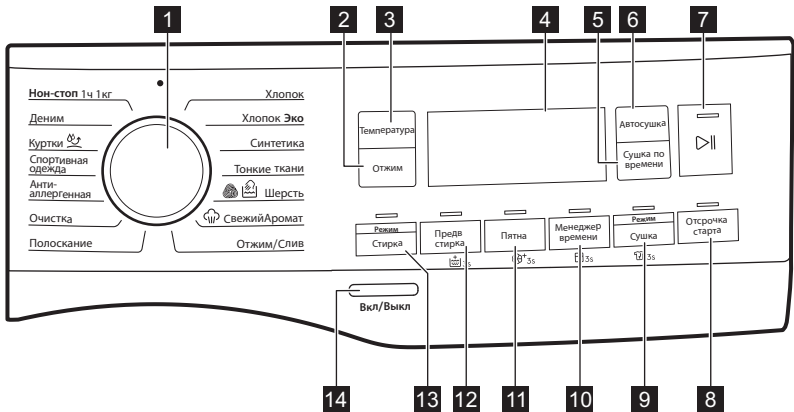 1
2
3
4
5
6
7
Нон-стоп 1ч 1кг
Деним
Куртки
Спортивная
одежда
Анти-
аллергенная
Очистка
Полоскание
Хлопок
Хлопок Эко
Синтетика
Тонкие ткани
Шерсть
СвежийАромат
Отжим/Слив
Температура
Отжим
Автосушка
Сушка по
времени
Режим
Стирка
Предв
стирка
3s
Пятна
3s
Менеджер
времени
3s
Режим
Сушка
3s
Отсрочка
старта
Вкл/Выкл
14
13
12
11
10
9
8